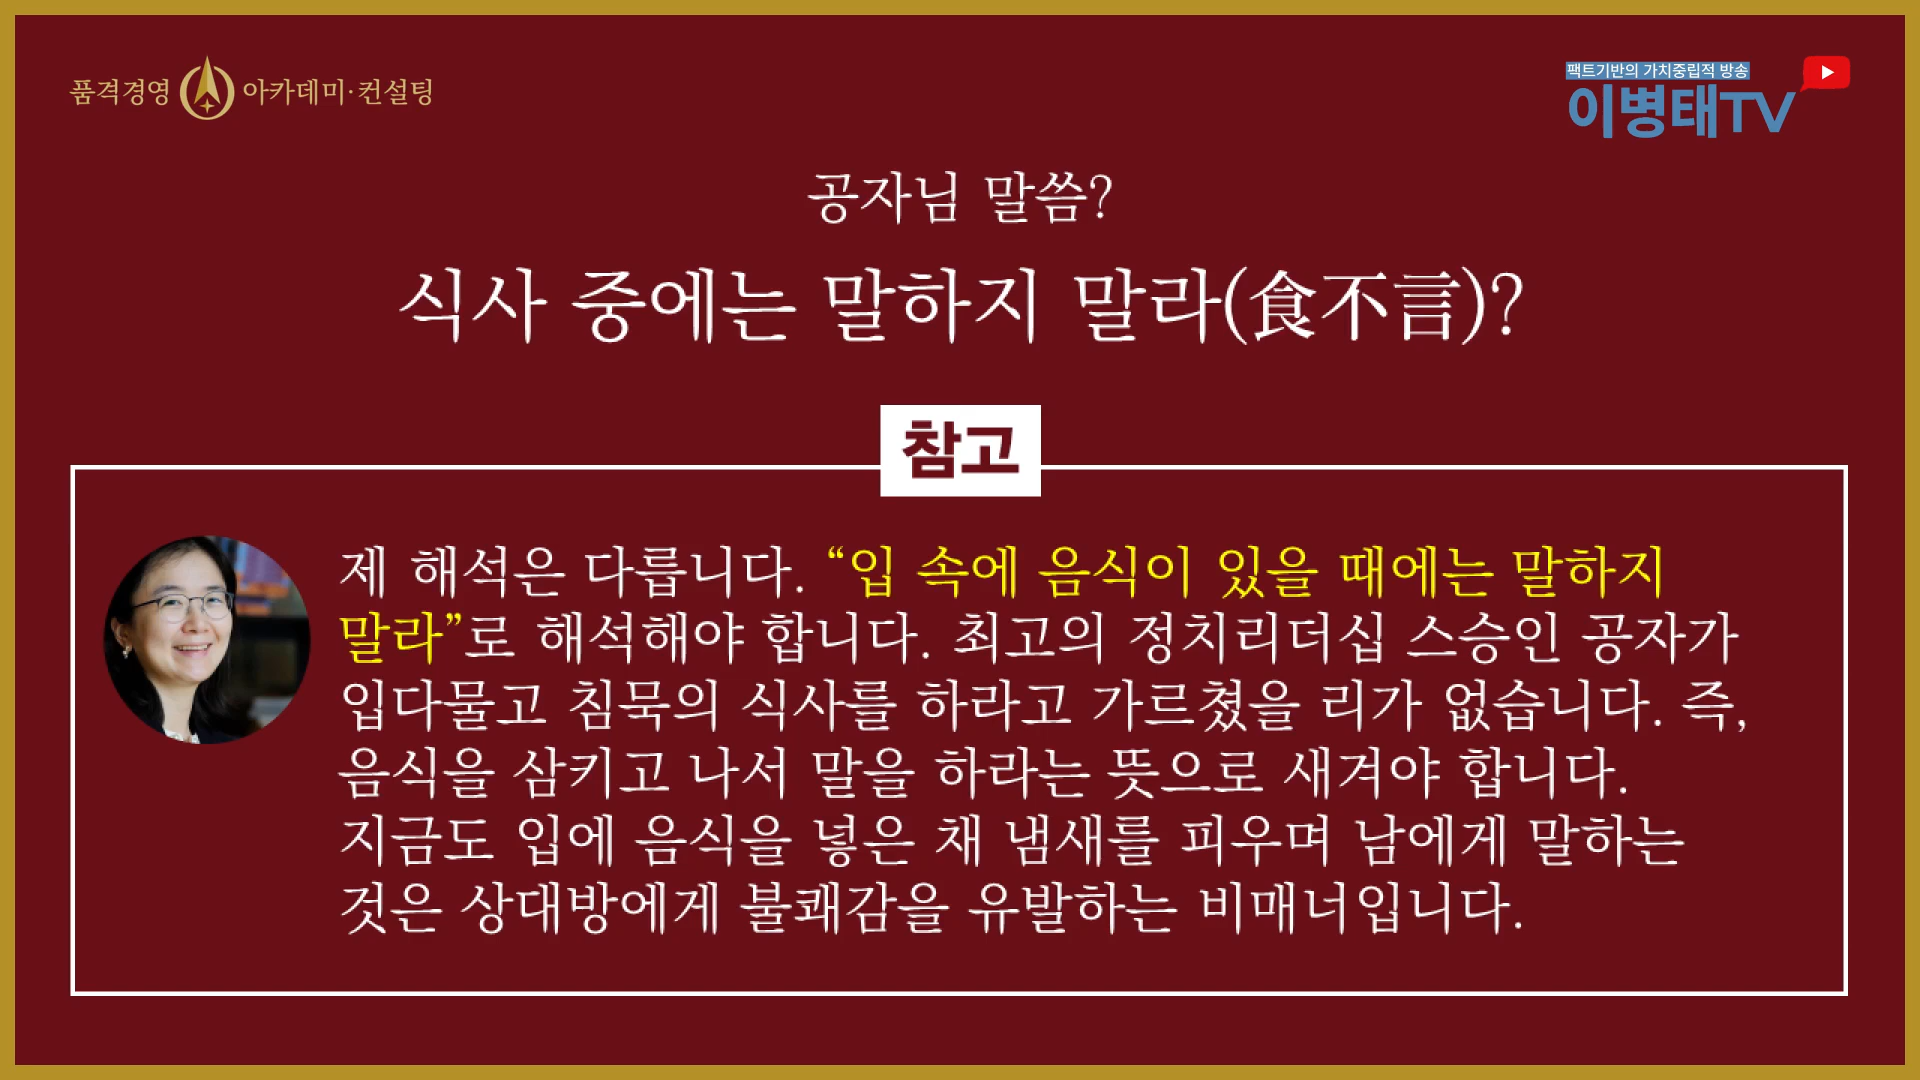 품격경영 아카데미·컨설팅
팩트기반의 가치중립적 방송
이병태TV
공자님 말씀?
식사 중에는 말하지 말라(食不言)?
참고
제 해석은 다릅니다. “입 속에 음식이 있을 때에는 말하지
말라”로 해석해야 합니다. 최고의 정치리더십 스승인 공자가
입다물고 침묵의 식사를 하라고 가르쳤을 리가 없습니다. 즉,
음식을 삼키고 나서 말을 하라는 뜻으로 새겨야 합니다.
지금도 입에 음식을 넣은 채 냄새를 피우며 남에게 말하는
것은 상대방에게 불쾌감을 유발하는 비매너입니다.